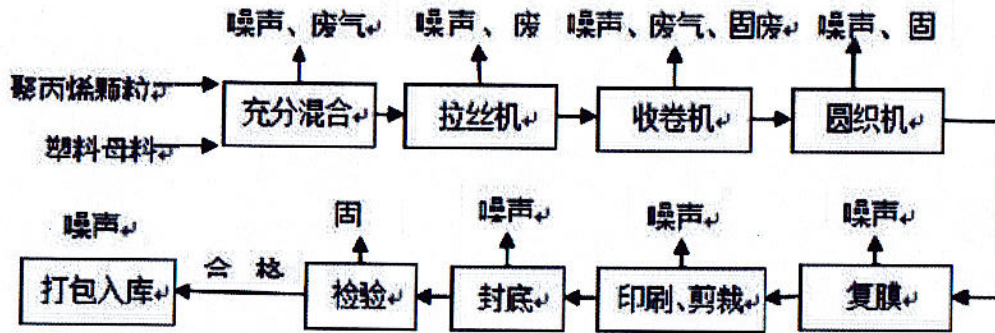 噪声、废气 噪声、废 噪声、废气、固废 噪声、固
聚丙烯颗粒
充分混合 拉丝机 收卷机 圆织机
塑料母料
噪声 固 噪声 噪声 噪声
合 格
打包入库 检验 封底 印刷、剪裁 复膜